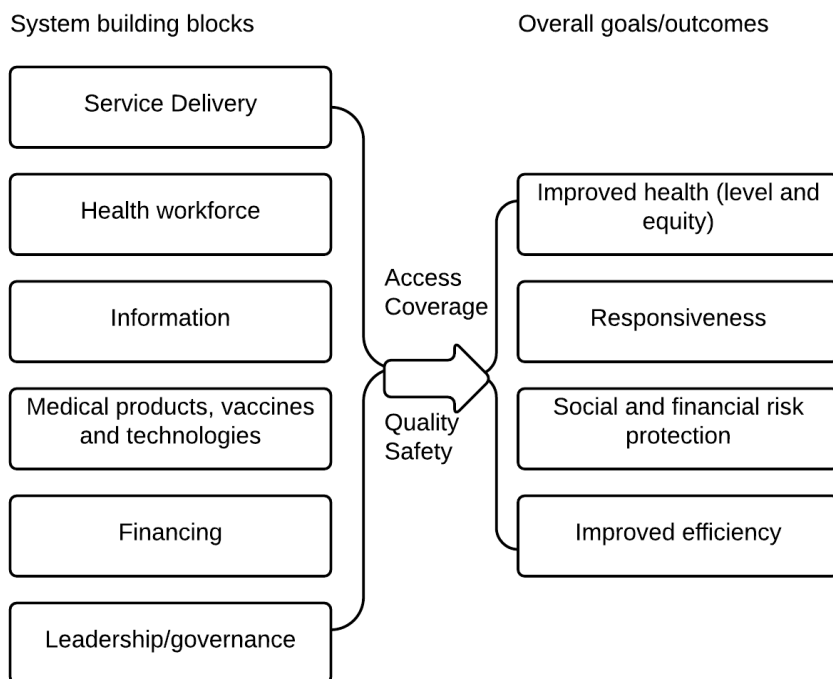 System building blocks
Overall goals/outcomes
Service Delivery
Health workforce
Information
Medical products, vaccines
and technologies
Financing
Leadership/governance
Access
Coverage
Quality
Safety
Improved health (level and
equity)
Responsiveness
Social and financial risk
protection
Improved efficiency